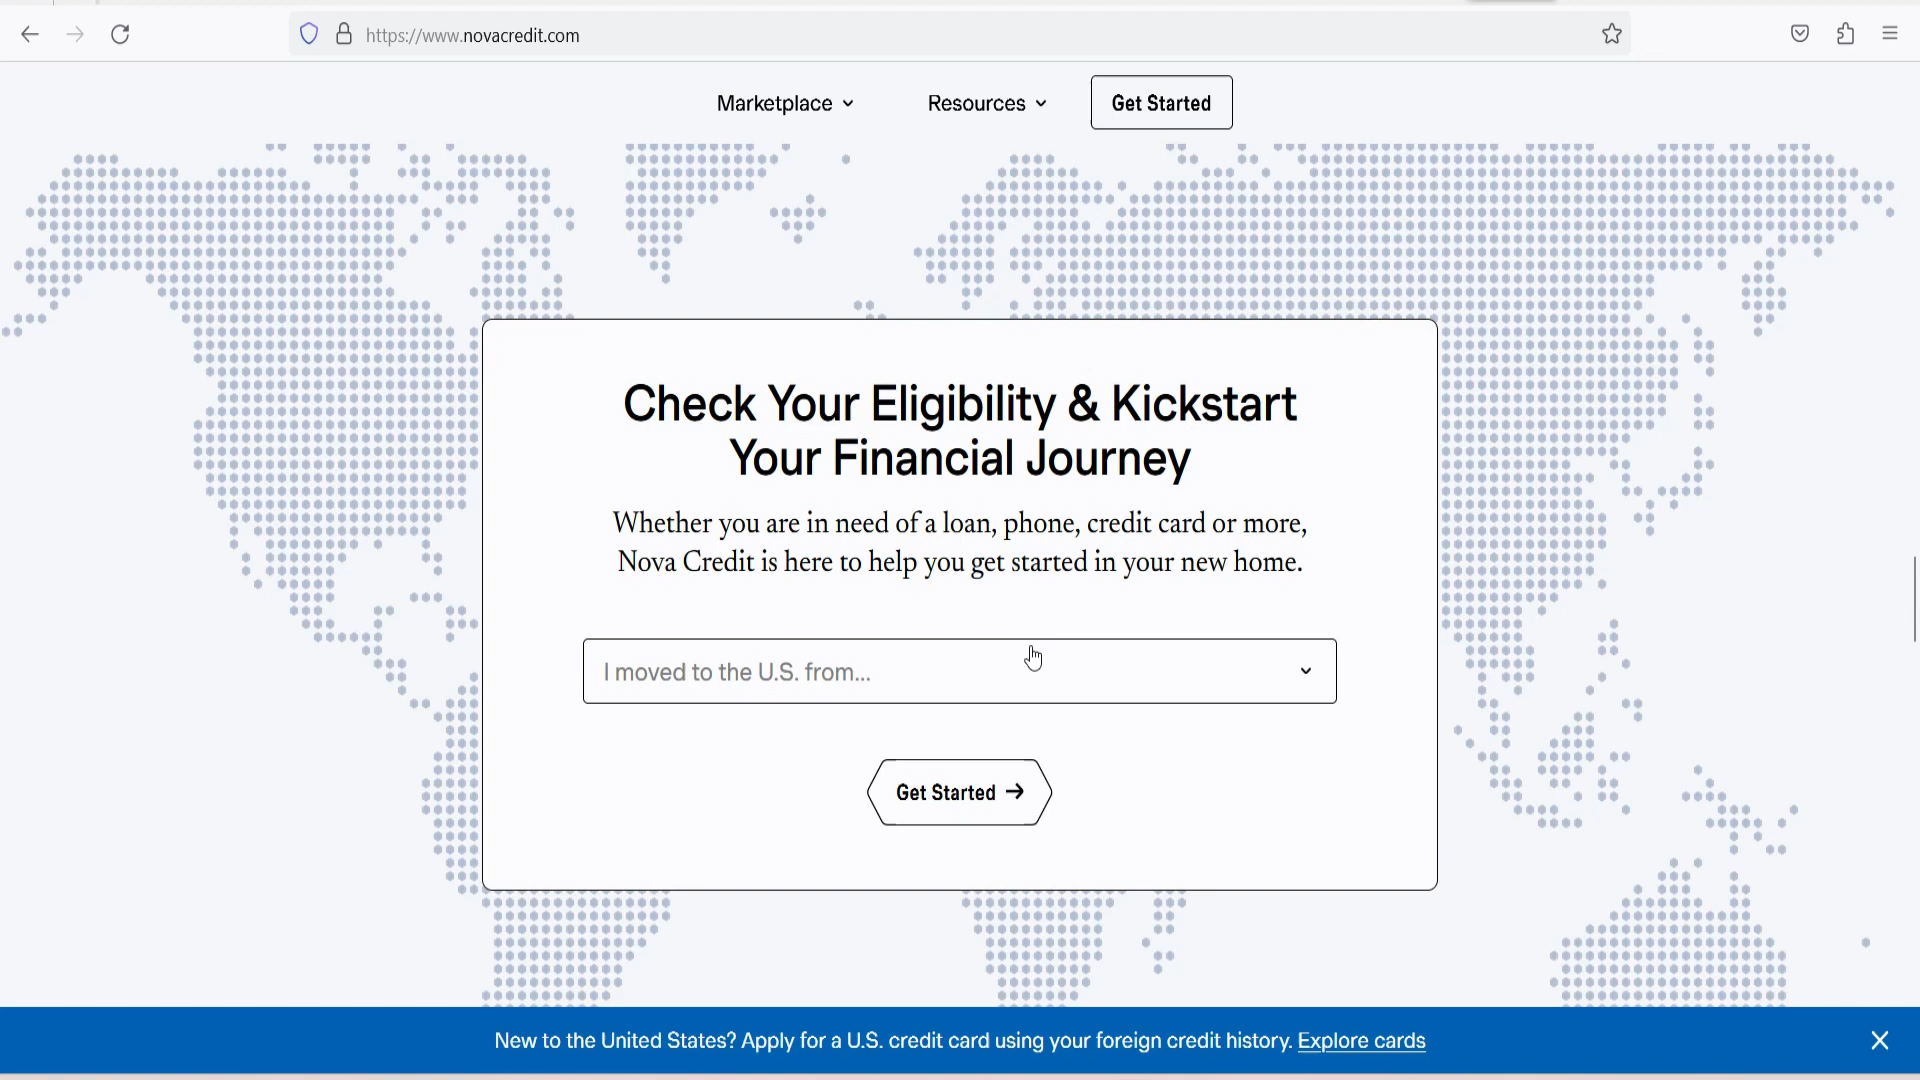 https://www.novacredit.com
Marketplace
Resources
Get Started
Check Your Eligibility & Kickstart
Your Financial Journey
Whether you are in need of a loan, phone, credit card or more,
Nova Credit is here to help you get started in your new home.
I moved to the U.S. from...
Get Started →
New to the United States? Apply for a U.S. credit card using your foreign credit history. Explore cards